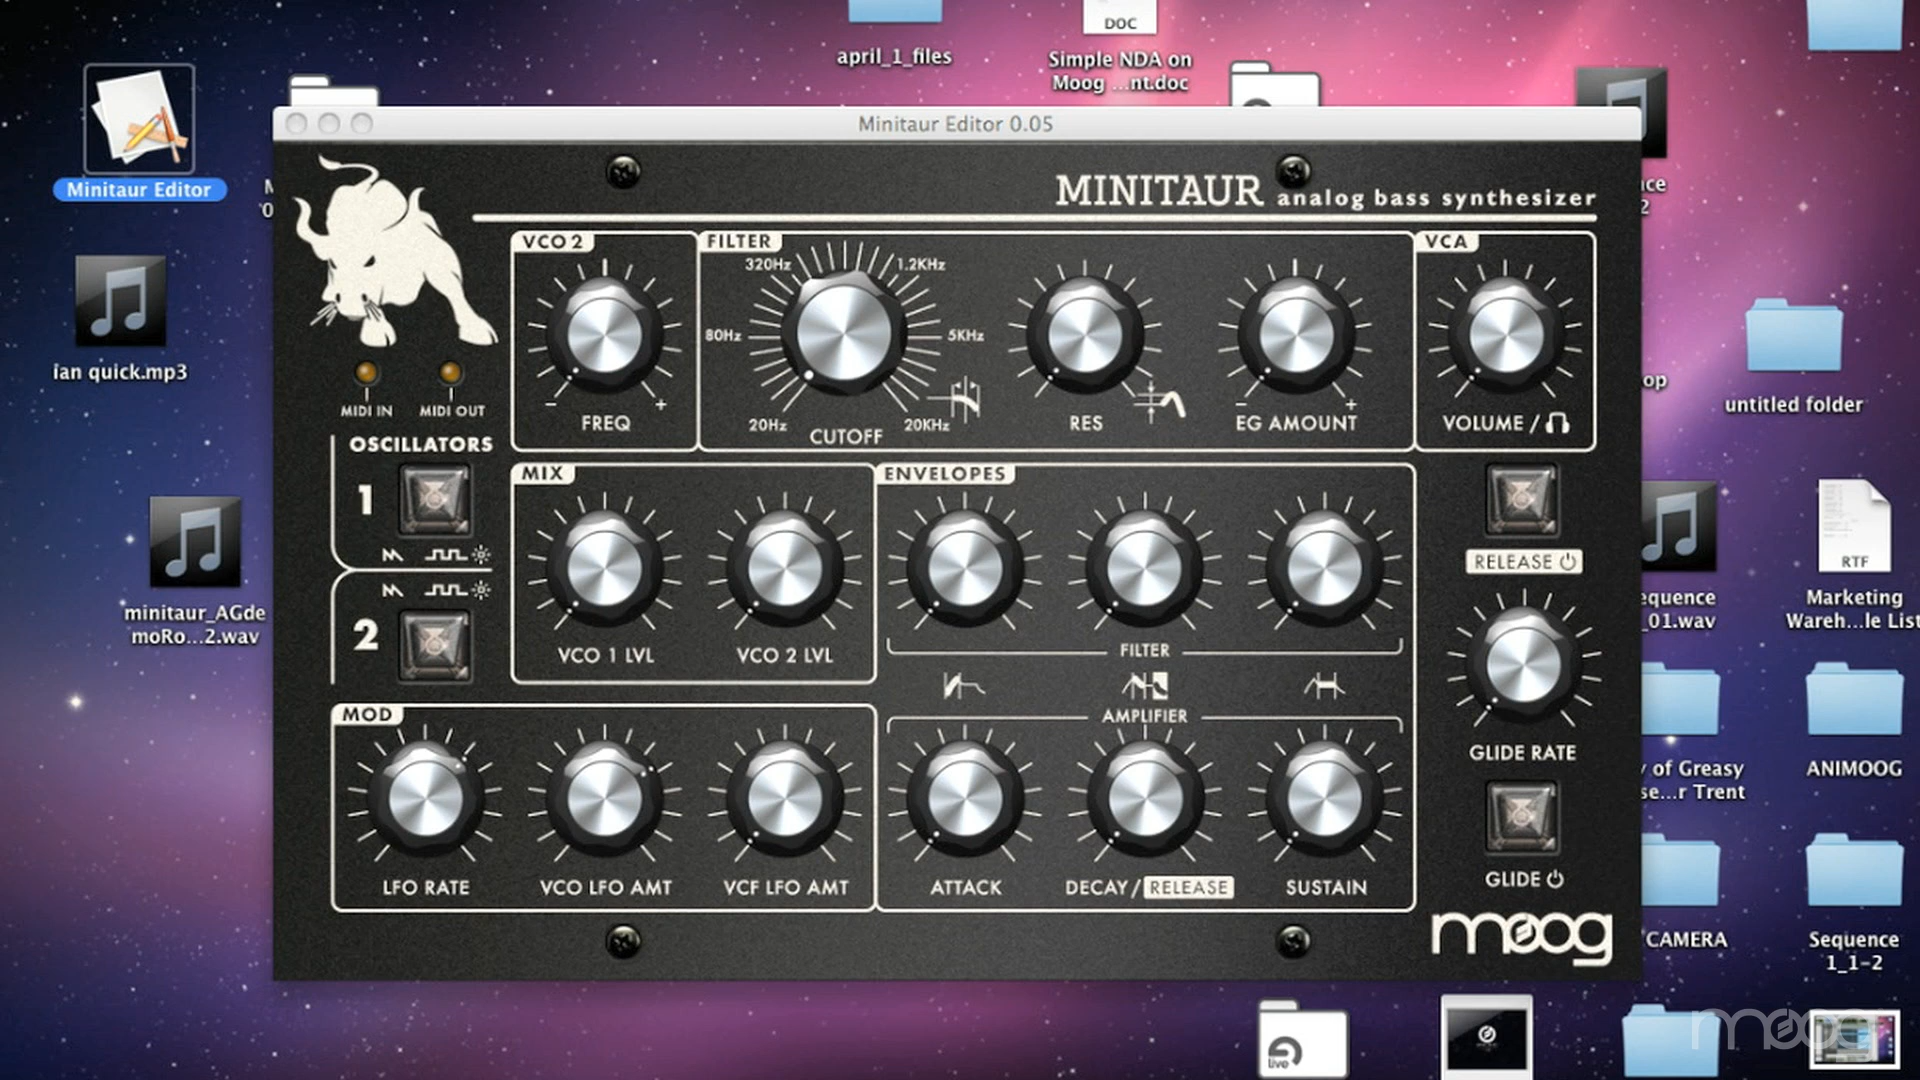 april_1_files
DOC
Simple NDA on
Moog ...nt.doc
Minitaur Editor
Minitaur Editor 0.05
MINITAUR analog bass synthesizer
VCO 2
FILTER
VCA
320Hz
1.2KHz
80Hz
5KHz
20Hz
20KHz
FREQ
CUTOFF
RES
EG AMOUNT
VOLUME /
ian quick.mp3
MIDI IN
MIDI OUT
OSCILLATORS
1
2
MIX
ENVELOPES
VCO 1 LVL
VCO 2 LVL
FILTER
AMPLIFIER
RELEASE
GLIDE RATE
GLIDE
MOD
LFO RATE
VCO LFO AMT
VCF LFO AMT
ATTACK
DECAY / RELEASE
SUSTAIN
moog
minitaur_AGde
moRo...2.wav
untitled folder
RTF
Marketing
Wareh...le List
equence
_01.wav
y of Greasy
se...r Trent
ANIMOOG
CAMERA
Sequence
1_1-2
live
moog